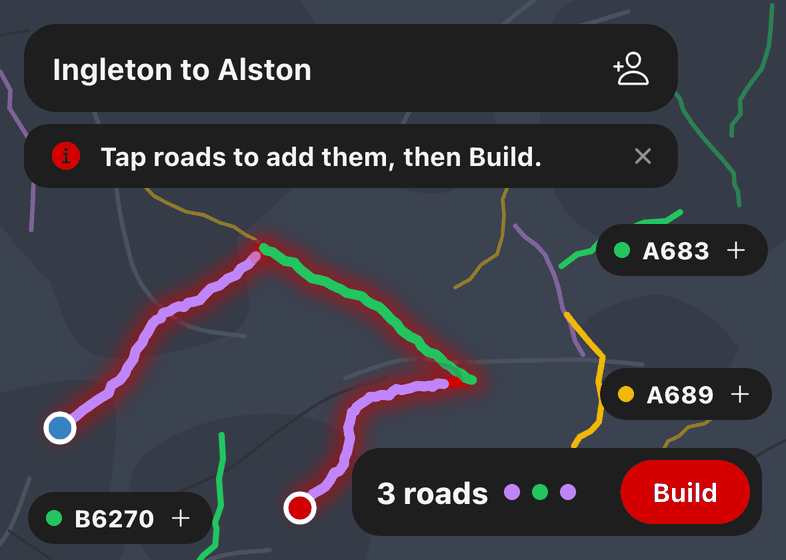 Ingleton to Alston
Tap roads to add them, then Build.
A683 +
A689 +
3 roads
Build
B6270 +